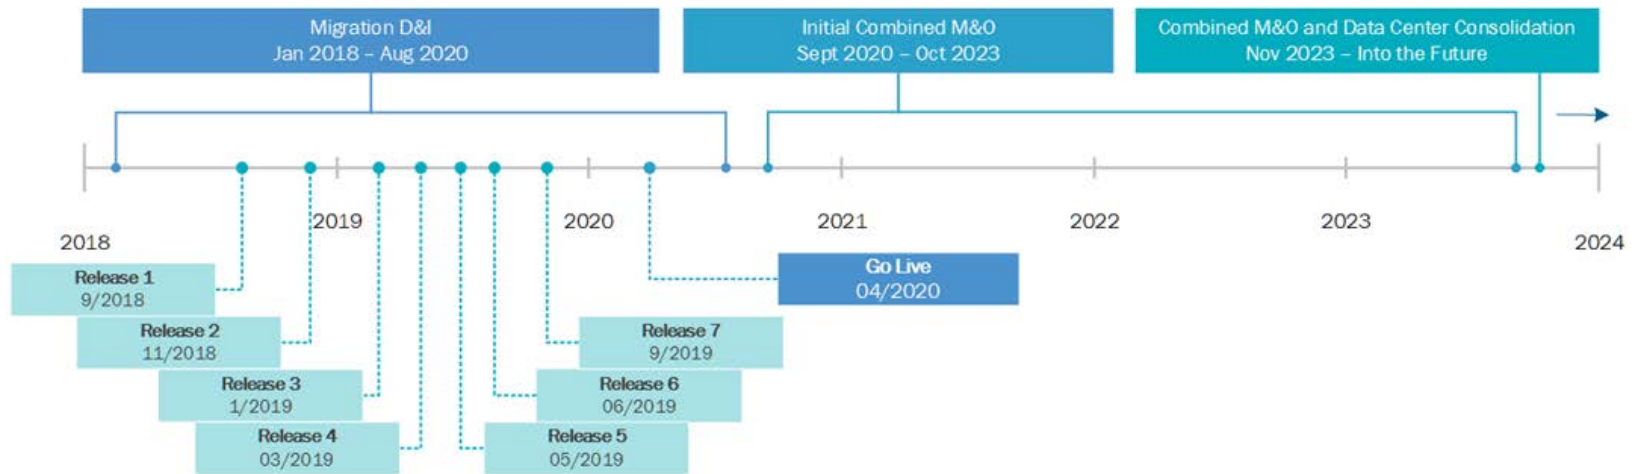 Migration D&I
Jan 2018 – Aug 2020
Initial Combined M&O
Sept 2020 – Oct 2023
Combined M&O and Data Center Consolidation
Nov 2023 – Into the Future
2018
2019
2020
2021
2022
2023
2024
Release 1
9/2018
Release 2
11/2018
Release 3
1/2019
Release 4
03/2019
Release 5
05/2019
Release 6
06/2019
Release 7
9/2019
Go Live
04/2020